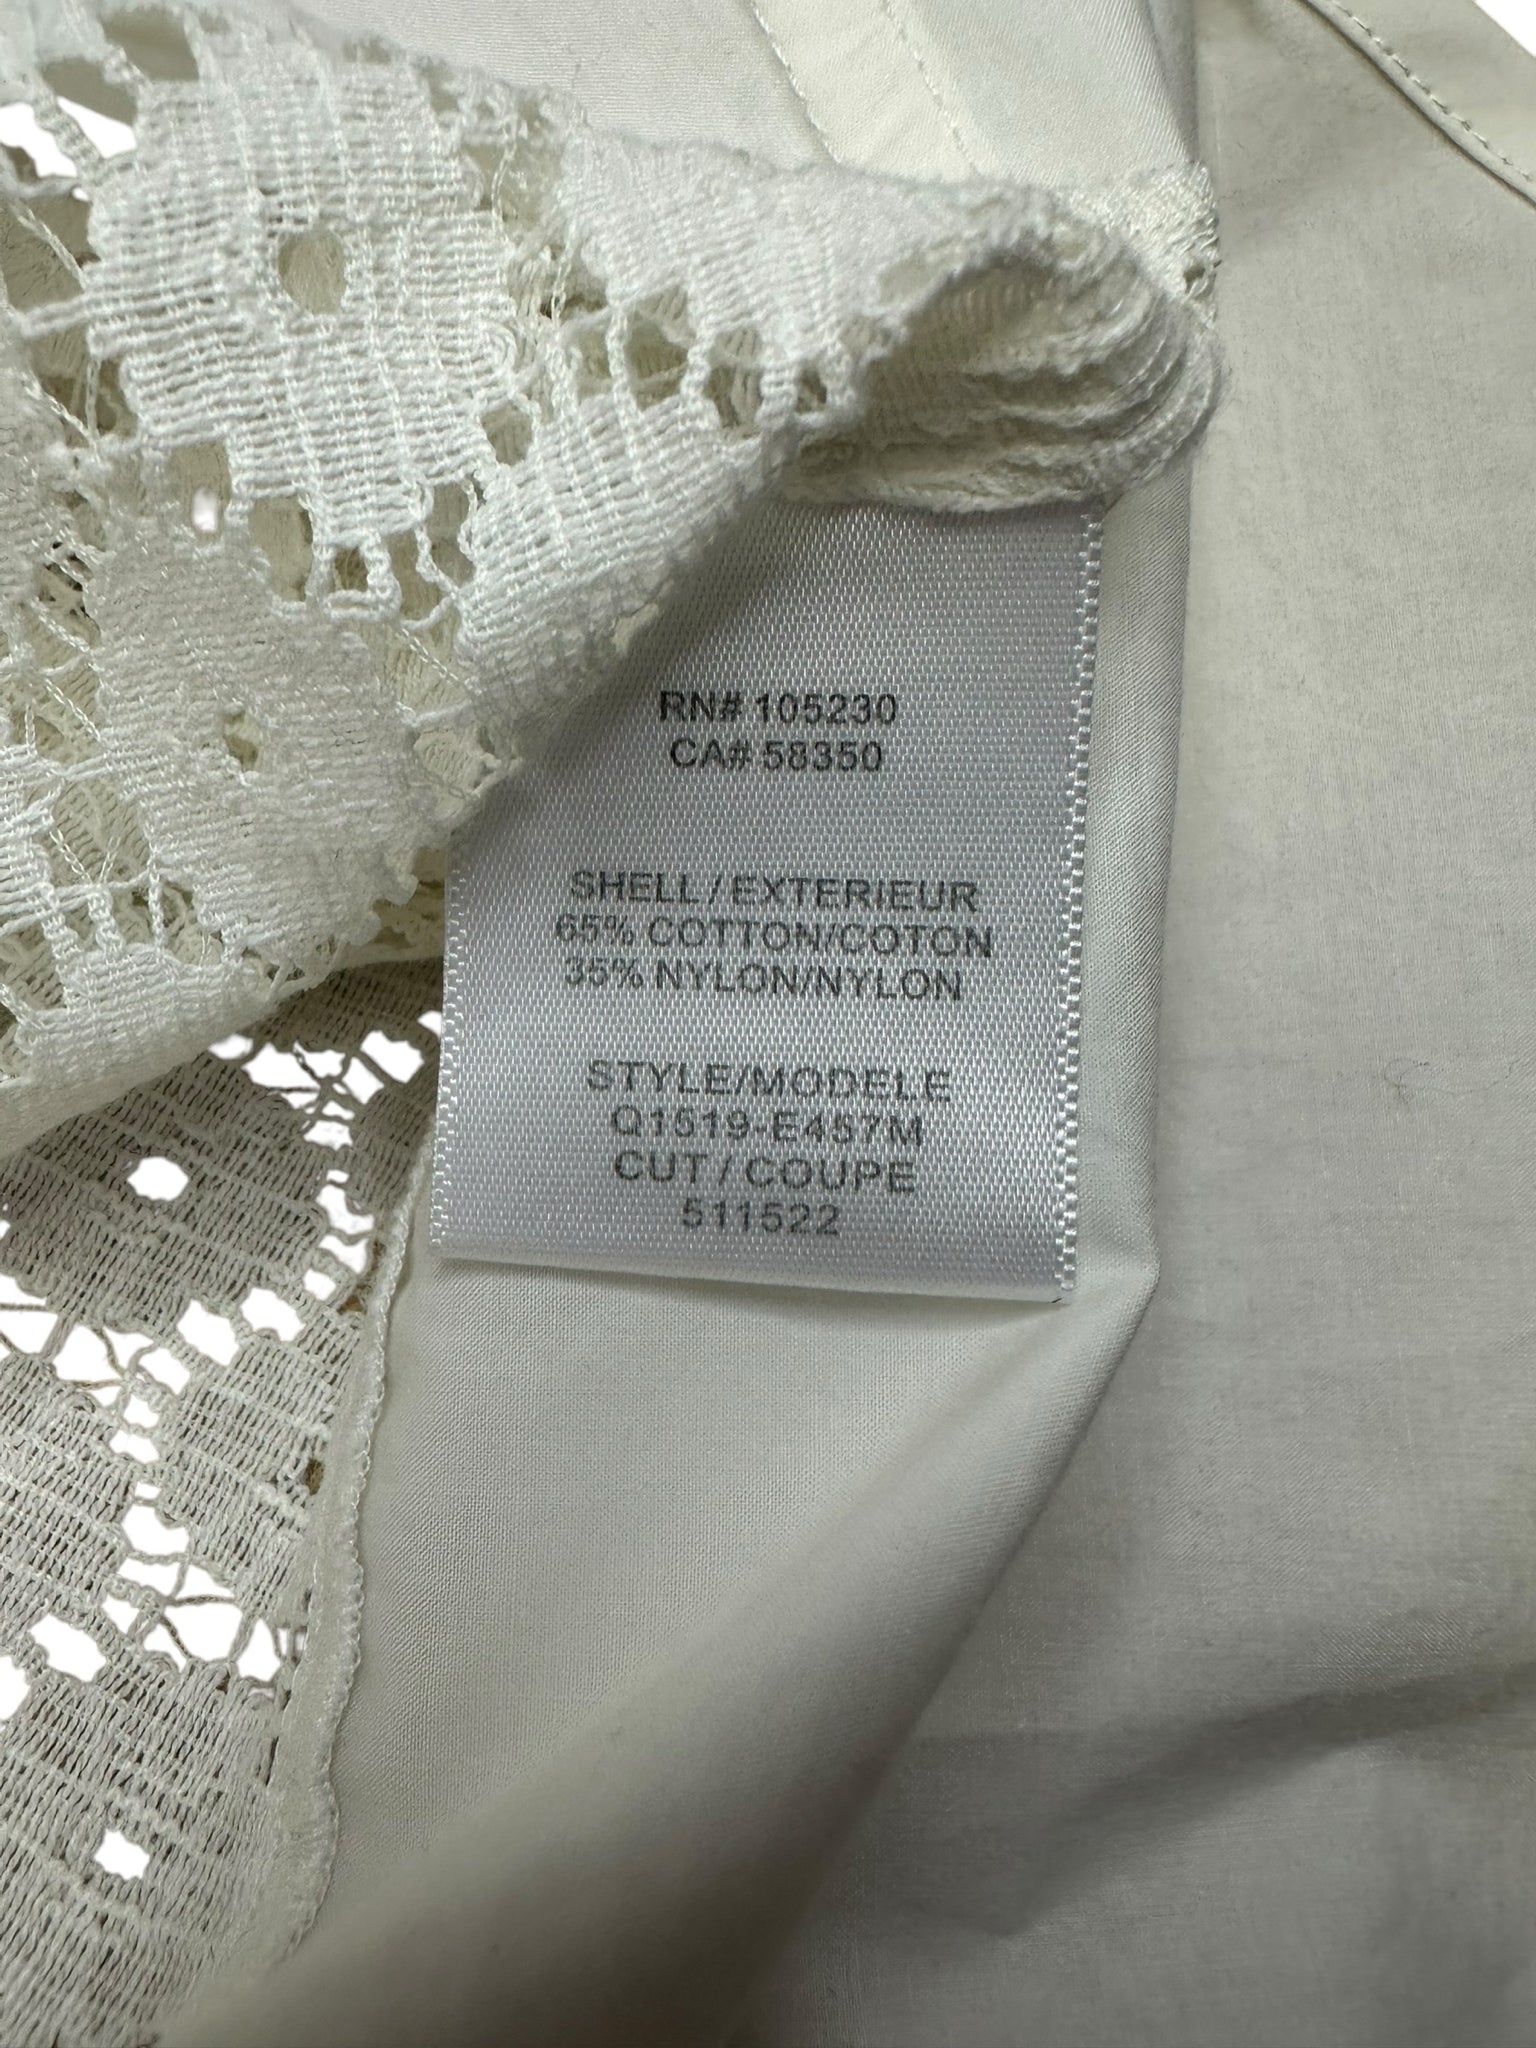 RN# 105230
CA# 58350
SHELL / EXTERIEUR
65% COTTON/COTON
35% NYLON/NYLON
STYLE/MODELE
Q1519-E457M
CUT / COUPE
511522